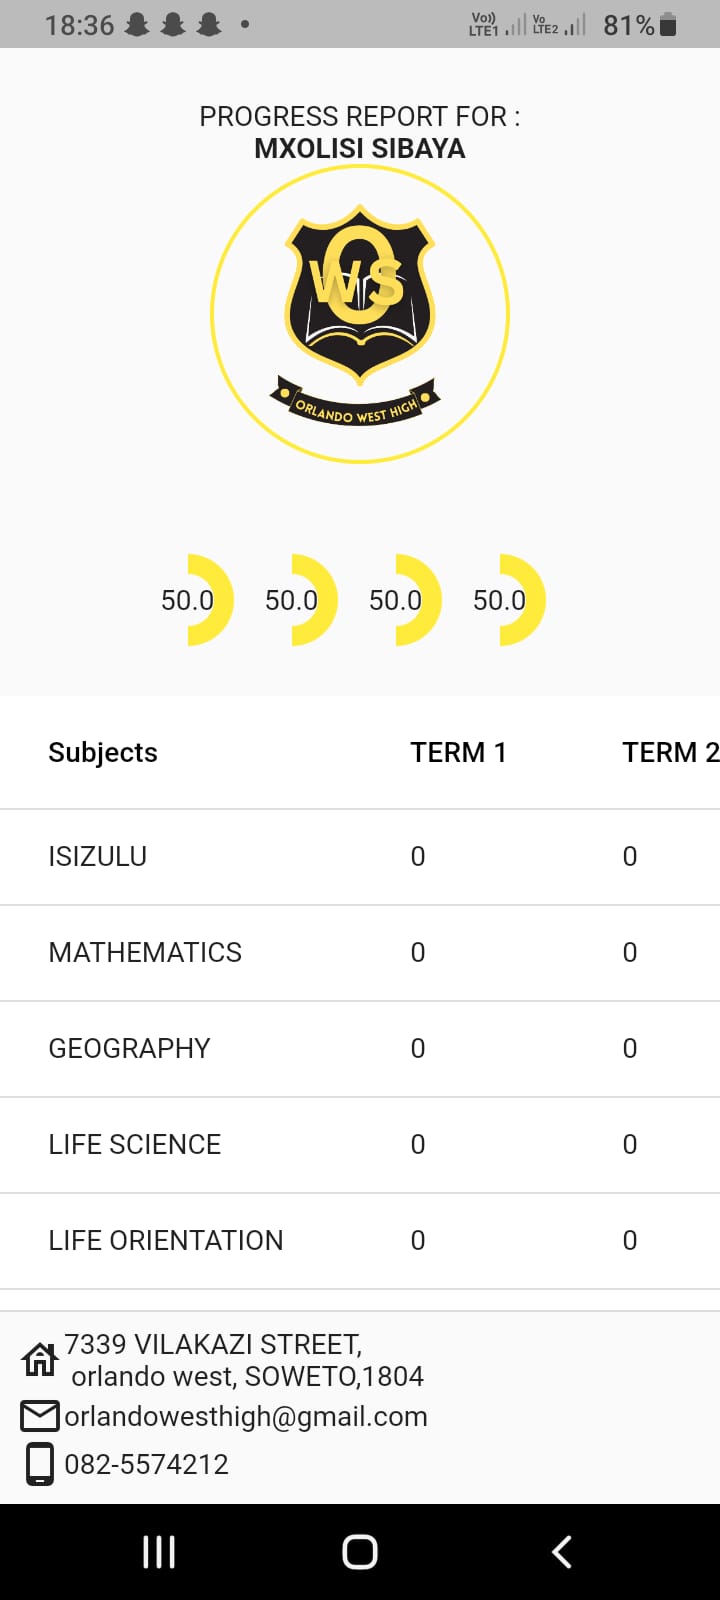 18:36 Vo)) LTE1 Vo LTE2 81%
PROGRESS REPORT FOR :
MXOLISI SIBAYA
O
WS
ORLANDO WEST HIGH
50.0 50.0 50.0 50.0
Subjects TERM 1 TERM 2
ISIZULU 0 0
MATHEMATICS 0 0
GEOGRAPHY 0 0
LIFE SCIENCE 0 0
LIFE ORIENTATION 0 0
7339 VILAKAZI STREET,
orlando west, SOWETO,1804
orlandowesthigh@gmail.com
082-5574212